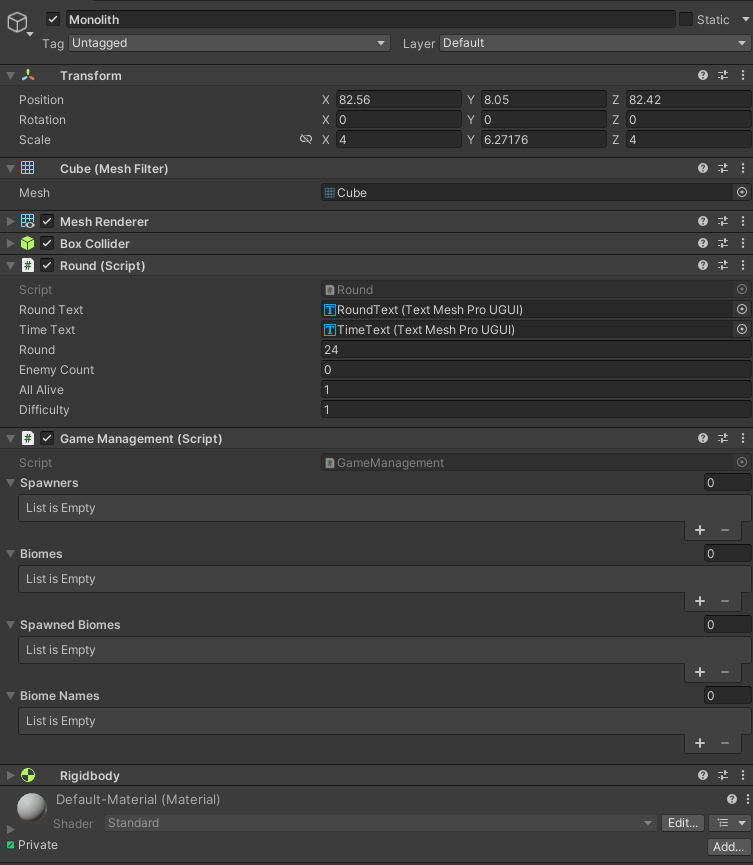 Monolith Static
Tag Untagged Layer Default
Transform
Position X 82.56 Y 8.05 Z 82.42
Rotation X 0 Y 0 Z 0
Scale X 4 Y 6.27176 Z 4
Cube (Mesh Filter)
Mesh Cube
Mesh Renderer
Box Collider
# Round (Script)
Script # Round
Round Text T RoundText (Text Mesh Pro UGUI)
Time Text T TimeText (Text Mesh Pro UGUI)
Round 24
Enemy Count 0
All Alive 1
Difficulty 1
# Game Management (Script)
Script # GameManagement
Spawners 0
List is Empty
+ −
Biomes 0
List is Empty
+ −
Spawned Biomes 0
List is Empty
+ −
Biome Names 0
List is Empty
+ −
Rigidbody
Default-Material (Material)
Shader Standard Edit...
Private
Add...